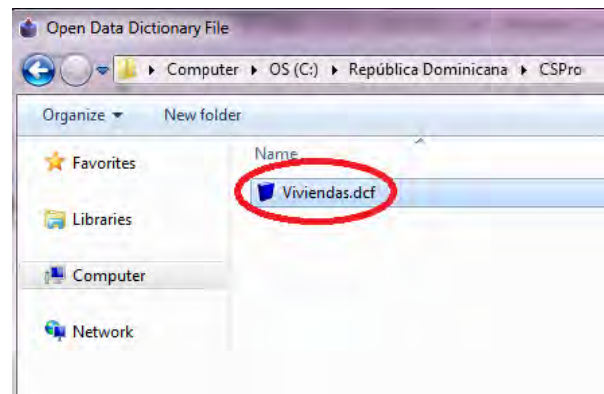 Open Data Dictionary File
Computer ▸ OS (C:) ▸ República Dominicana ▸ CSPro
Organize ▾ New folder
Favorites
Name
Viviendas.dcf
Libraries
Computer
Network